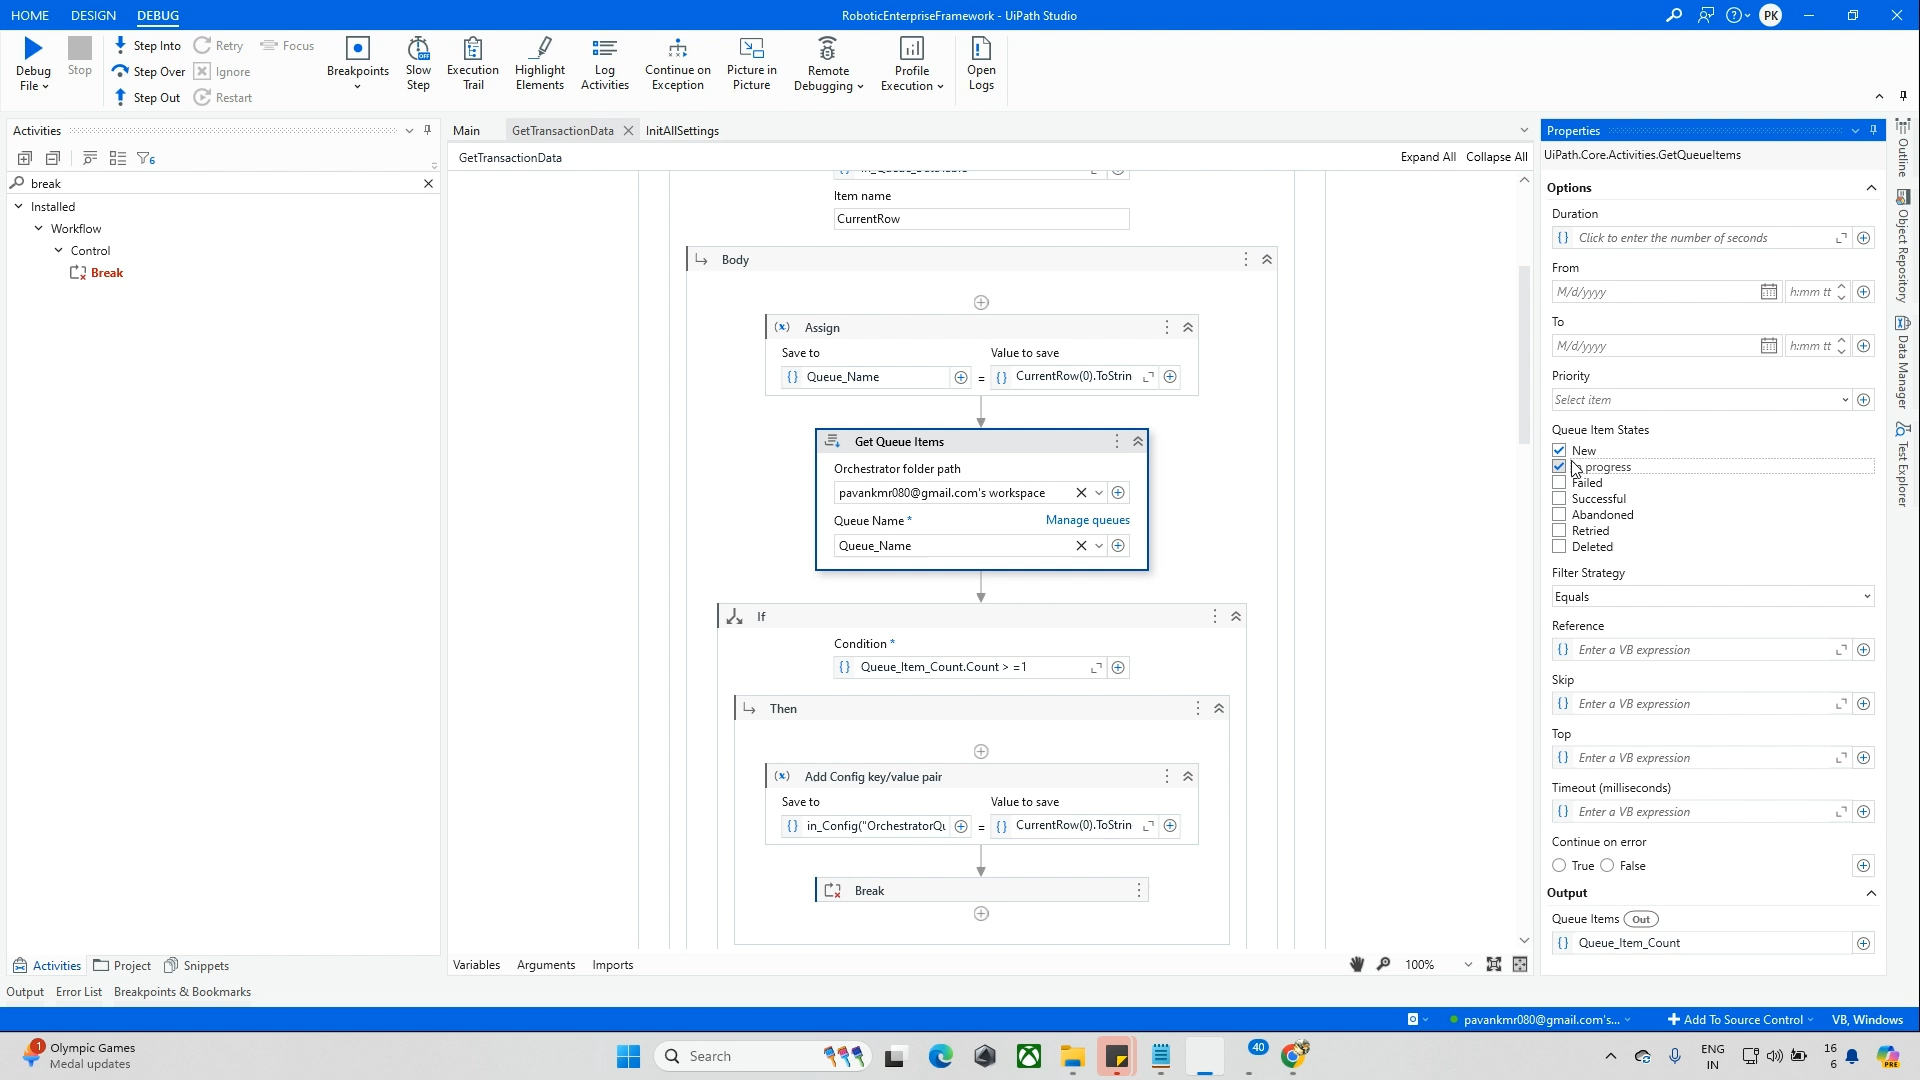 HOME DESIGN DEBUG
RoboticEnterpriseFramework - UiPath Studio
PK
Debug File
Stop
Step Into
Step Over
Step Out
Retry
Ignore
Restart
Focus
Breakpoints
Slow Step
Execution Trail
Highlight Elements
Log Activities
Continue on Exception
Picture in Picture
Remote Debugging
Profile Execution
Open Logs
Activities
6
break
Installed
Workflow
Control
Break
Main GetTransactionData InitAllSettings
GetTransactionData
Expand All Collapse All
Item name
CurrentRow
Body
Assign
Save to Value to save
Queue_Name = CurrentRow(0).ToStrin
Get Queue Items
Orchestrator folder path
pavankmr080@gmail.com's workspace
Queue Name * Manage queues
Queue_Name
If
Condition *
Queue_Item_Count.Count > =1
Then
Add Config key/value pair
Save to Value to save
in_Config("OrchestratorQu = CurrentRow(0).ToStrin
Break
Variables Arguments Imports
100%
Properties
UiPath.Core.Activities.GetQueueItems
Options
Duration
Click to enter the number of seconds
From
M/d/yyyy h:mm tt
To
M/d/yyyy h:mm tt
Priority
Select item
Queue Item States
New
progress
Failed
Successful
Abandoned
Retried
Deleted
Filter Strategy
Equals
Reference
Enter a VB expression
Skip
Enter a VB expression
Top
Enter a VB expression
Timeout (milliseconds)
Enter a VB expression
Continue on error
True False
Output
Queue Items Out
Queue_Item_Count
Outline
Object Repository
Data Manager
Test Explorer
Activities Project Snippets
Output Error List Breakpoints & Bookmarks
pavankmr080@gmail.com's...
Add To Source Control
VB, Windows
1
Olympic Games
Medal updates
Search
40
ENG
IN
16
6
PRE